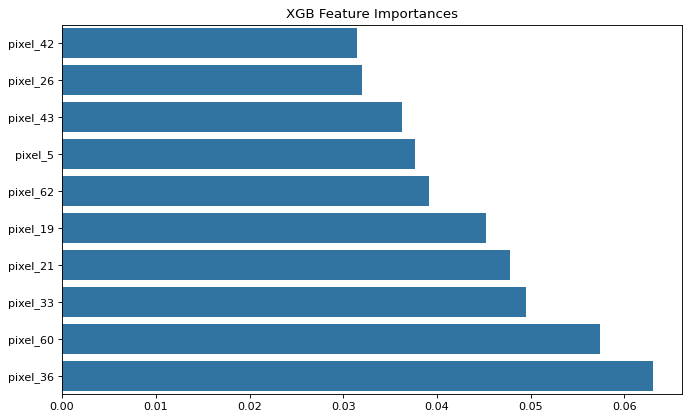 XGB Feature Importances
pixel_42
pixel_26
pixel_43
pixel_5
pixel_62
pixel_19
pixel_21
pixel_33
pixel_60
pixel_36
0.00 0.01 0.02 0.03 0.04 0.05 0.06